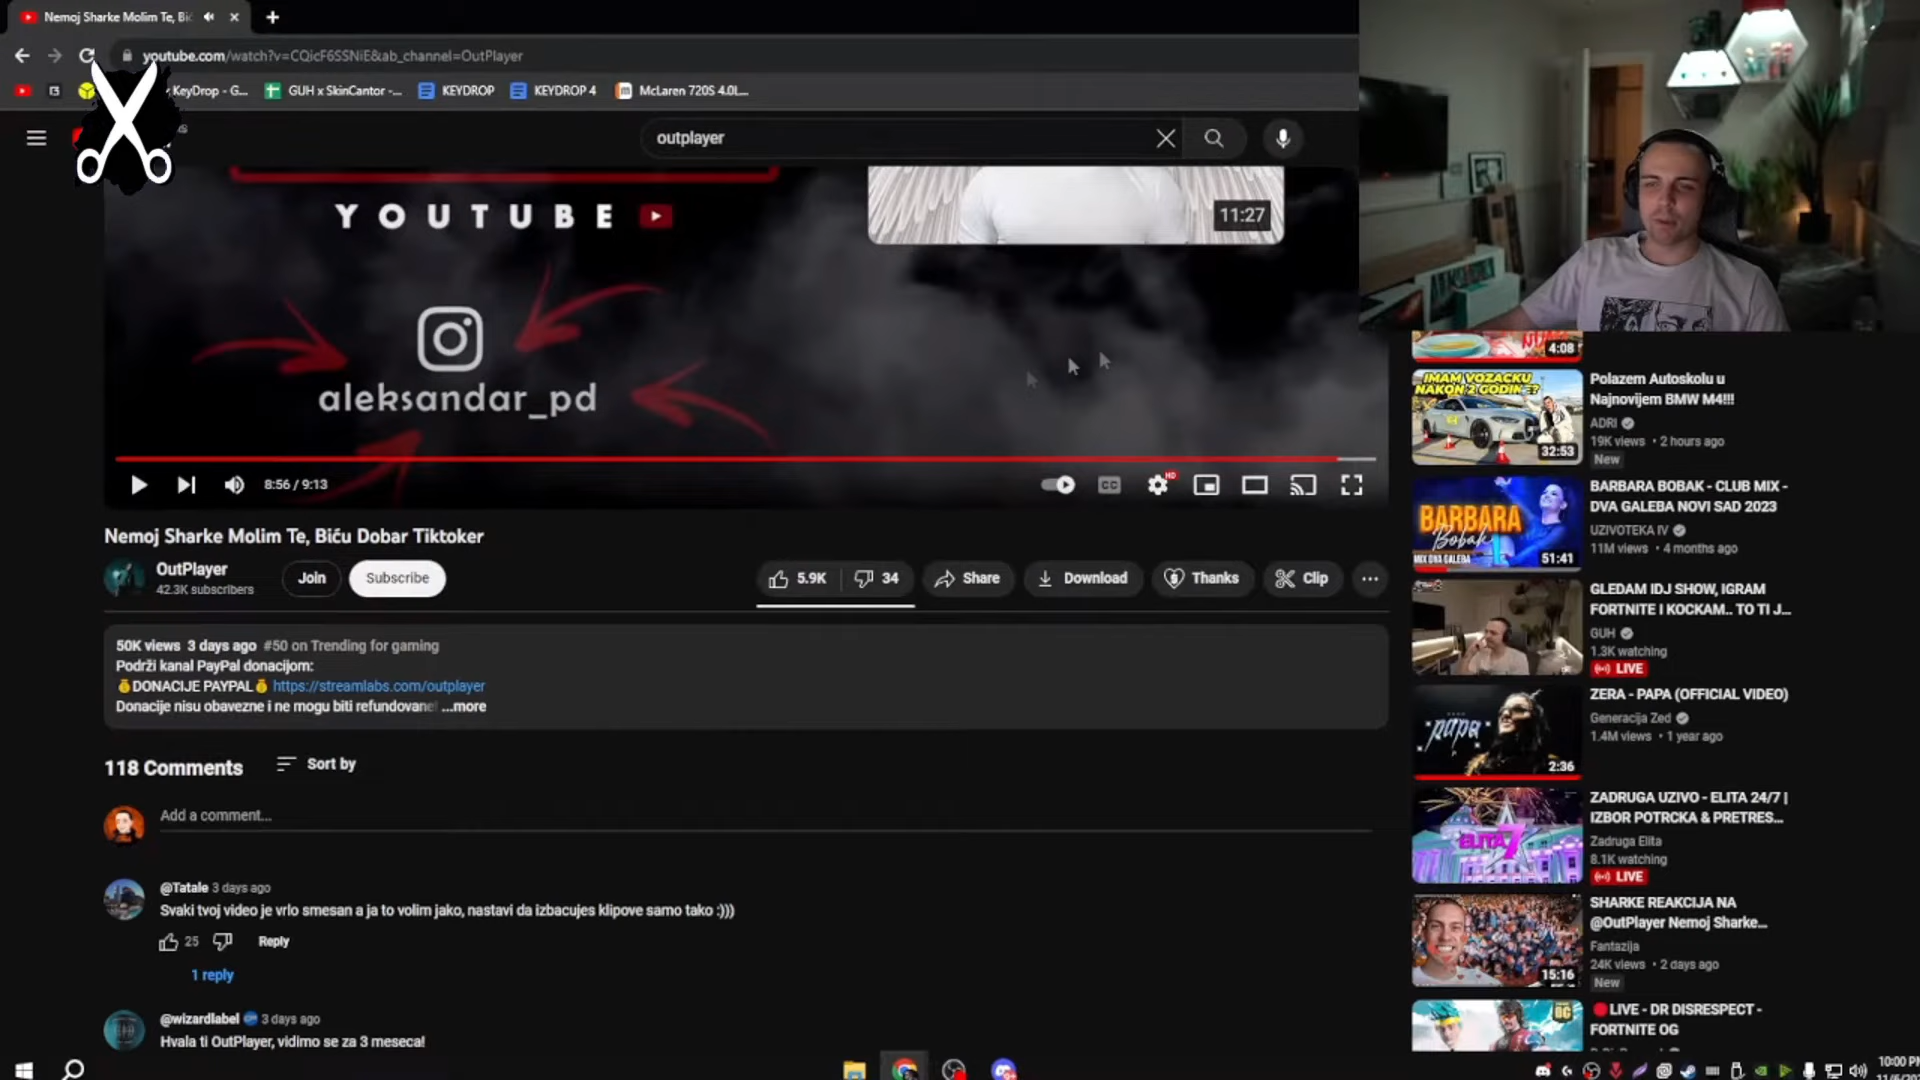 Nemoj Sharke Molim Te, Bić
youtube.com/watch?v=CQicF6SSNiE&ab_channel=OutPlayer
KeyDrop - G...
GUH x SkinCantor -...
KEYDROP
KEYDROP 4
McLaren 720S 4.0L...
outplayer
YOUTUBE
11:27
aleksandar_pd
8:56 / 9:13
CC
HD
Nemoj Sharke Molim Te, Biću Dobar Tiktoker
OutPlayer
42.3K subscribers
Join
Subscribe
5.9K
34
Share
Download
Thanks
Clip
50K views 3 days ago #50 on Trending for gaming
Podrži kanal PayPal donacijom:
💰DONACIJE PAYPAL💰 https://streamlabs.com/outplayer
Donacije nisu obavezne i ne mogu biti refundovane! ...more
118 Comments
Sort by
Add a comment...
@Tatale 3 days ago
Svaki tvoj video je vrlo smesan a ja to volim jako, nastavi da izbacujes klipove samo tako :)))
25
Reply
1 reply
@wizardlabel 3 days ago
Hvala ti OutPlayer, vidimo se za 3 meseca!
4:08
IMAM VOZACKU
NAKON 2 GODINE?
32:53
Polazem Autoskolu u
Najnovijem BMW M4!!!
ADRI
19K views • 2 hours ago
New
BARBARA
Bobak
MIX DVA GALEBA
51:41
BARBARA BOBAK - CLUB MIX -
DVA GALEBA NOVI SAD 2023
UZIVOTEKA IV
11M views • 4 months ago
GLEDAM IDJ SHOW, IGRAM
FORTNITE I KOCKAM.. TO TI J...
GUH
1.3K watching
LIVE
papa
2:36
ZERA - PAPA (OFFICIAL VIDEO)
Generacija Zed
1.4M views • 1 year ago
ELITA 7
ZADRUGA UZIVO - ELITA 24/7 |
IZBOR POTRCKA & PRETRES...
Zadruga Elita
8.1K watching
LIVE
15:16
SHARKE REAKCIJA NA
@OutPlayer Nemoj Sharke...
Fantazija
24K views • 2 days ago
New
OG
🔴LIVE - DR DISRESPECT -
FORTNITE OG
10:00 PM